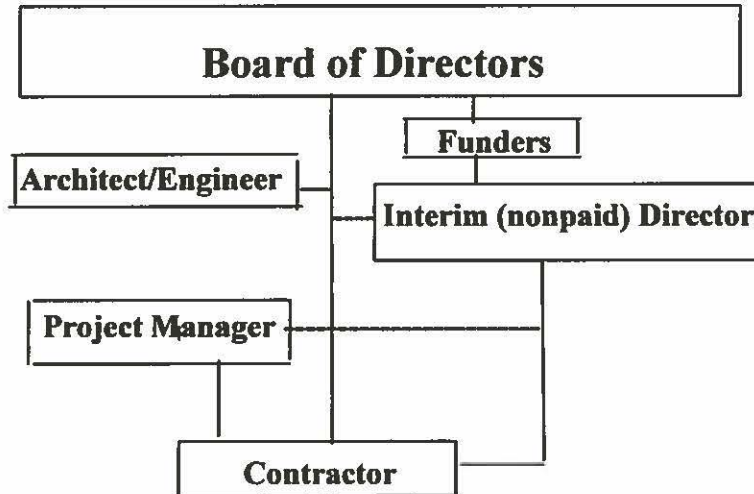 Board of Directors
Funders
Architect/Engineer
Interim (nonpaid) Director
Project Manager
Contractor